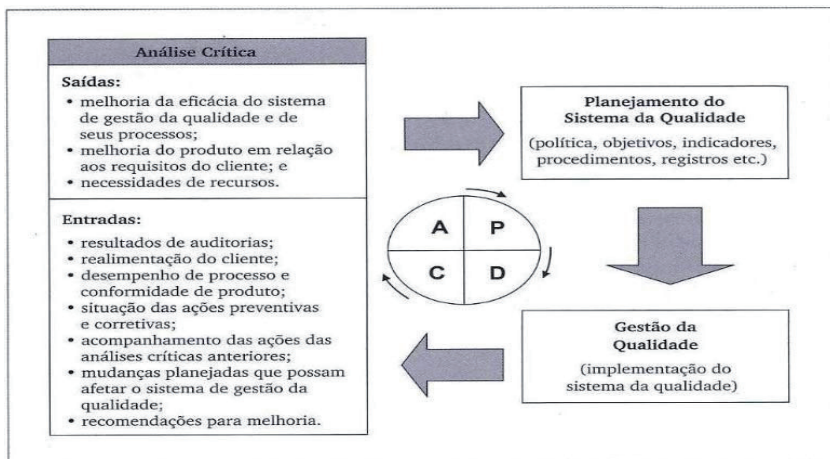 Análise Crítica
Saídas:
• melhoria da eficácia do sistema
de gestão da qualidade e de
seus processos;
• melhoria do produto em relação
aos requisitos do cliente; e
• necessidades de recursos.
Entradas:
• resultados de auditorias;
• realimentação do cliente;
• desempenho de processo e
conformidade de produto;
• situação das ações preventivas
e corretivas;
• acompanhamento das ações das
análises críticas anteriores;
• mudanças planejadas que possam
afetar o sistema de gestão da
qualidade;
• recomendações para melhoria.
A P
C D
Planejamento do
Sistema da Qualidade
(política, objetivos, indicadores,
procedimentos, registros etc.)
Gestão da
Qualidade
(implementação do
sistema da qualidade)